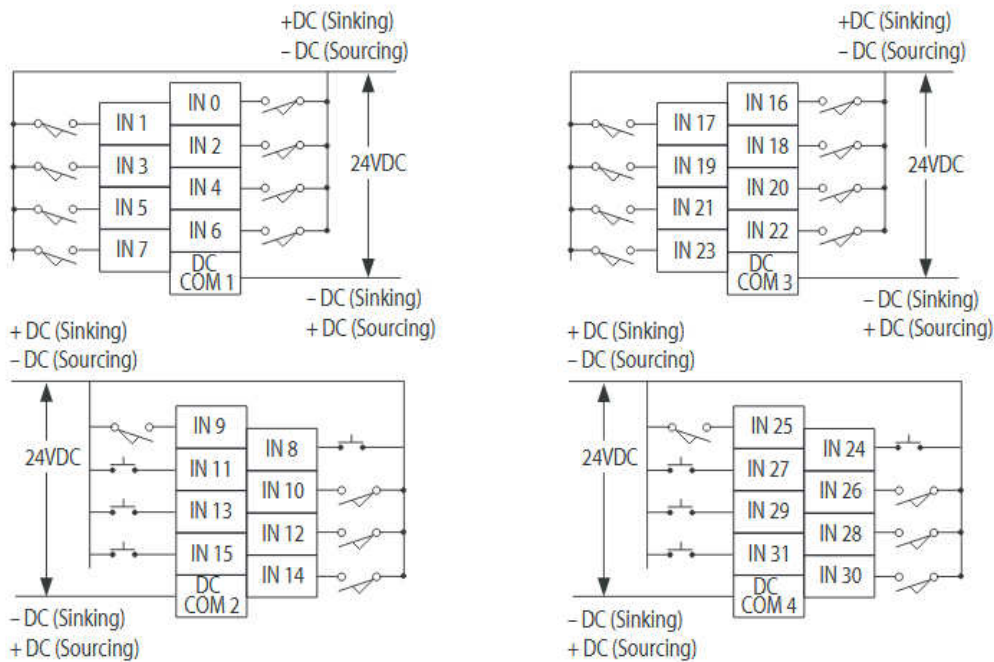 +DC (Sinking)
– DC (Sourcing)
IN 0
IN 1
IN 2
IN 3
IN 4
IN 5
IN 6
IN 7
DC
COM 1
24VDC
– DC (Sinking)
+ DC (Sourcing)
+DC (Sinking)
– DC (Sourcing)
IN 16
IN 17
IN 18
IN 19
IN 20
IN 21
IN 22
IN 23
DC
COM 3
24VDC
– DC (Sinking)
+ DC (Sourcing)
+ DC (Sinking)
– DC (Sourcing)
24VDC
IN 9
IN 8
IN 11
IN 10
IN 13
IN 12
IN 15
IN 14
DC
COM 2
– DC (Sinking)
+ DC (Sourcing)
+ DC (Sinking)
– DC (Sourcing)
24VDC
IN 25
IN 24
IN 27
IN 26
IN 29
IN 28
IN 31
IN 30
DC
COM 4
– DC (Sinking)
+ DC (Sourcing)